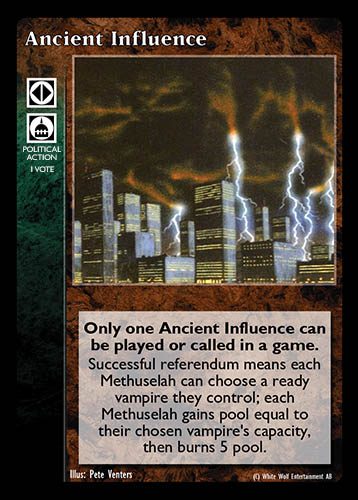 Ancient Influence
POLITICAL
ACTION
1 VOTE
Only one Ancient Influence can
be played or called in a game.
Successful referendum means each
Methuselah can choose a ready
vampire they control; each
Methuselah gains pool equal to
their chosen vampire's capacity,
then burns 5 pool.
Illus: Pete Venters
(C) White Wolf Entertainment AB